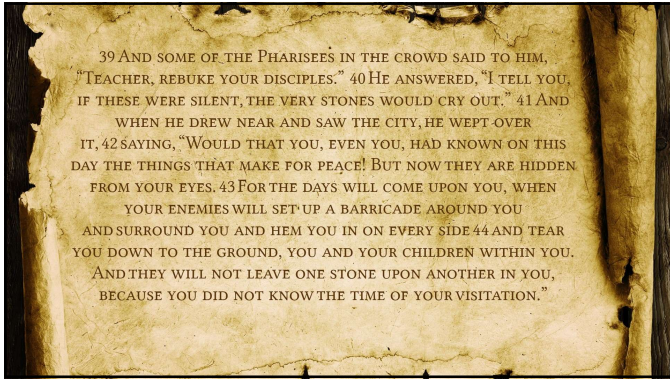 39 And some of the Pharisees in the crowd said to him,
"Teacher, rebuke your disciples." 40 He answered, "I tell you,
if these were silent, the very stones would cry out." 41 And
when he drew near and saw the city, he wept over
it, 42 saying, "Would that you, even you, had known on this
day the things that make for peace! But now they are hidden
from your eyes. 43 For the days will come upon you, when
your enemies will set up a barricade around you
and surround you and hem you in on every side 44 and tear
you down to the ground, you and your children within you.
And they will not leave one stone upon another in you,
because you did not know the time of your visitation."